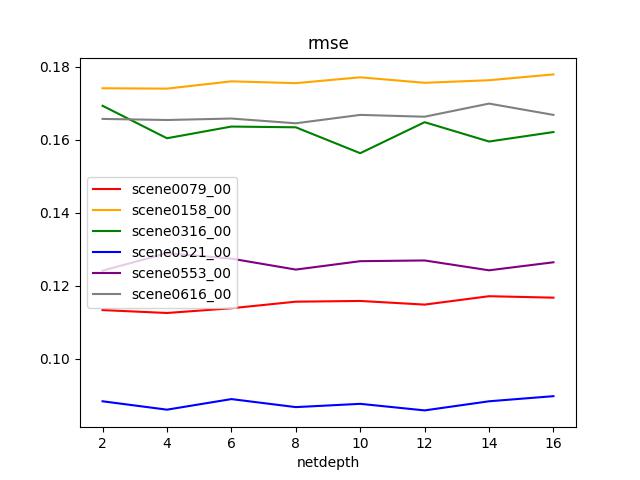 rmse
0.18
0.16
0.14
0.12
0.10
scene0079_00
scene0158_00
scene0316_00
scene0521_00
scene0553_00
scene0616_00
2 4 6 8 10 12 14 16
netdepth